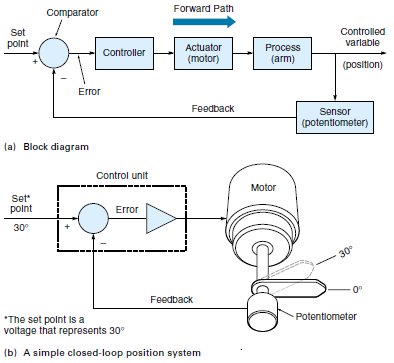 Forward Path
Comparator
Set
point
Controller
Actuator
(motor)
Process
(arm)
Controlled
variable
(position)
+
–
Error
Feedback
Sensor
(potentiometer)
(a) Block diagram
Control unit
Motor
Set*
point
30°
Error
+
–
30°
0°
Feedback
Potentiometer
*The set point is a
voltage that represents 30°
(b) A simple closed-loop position system